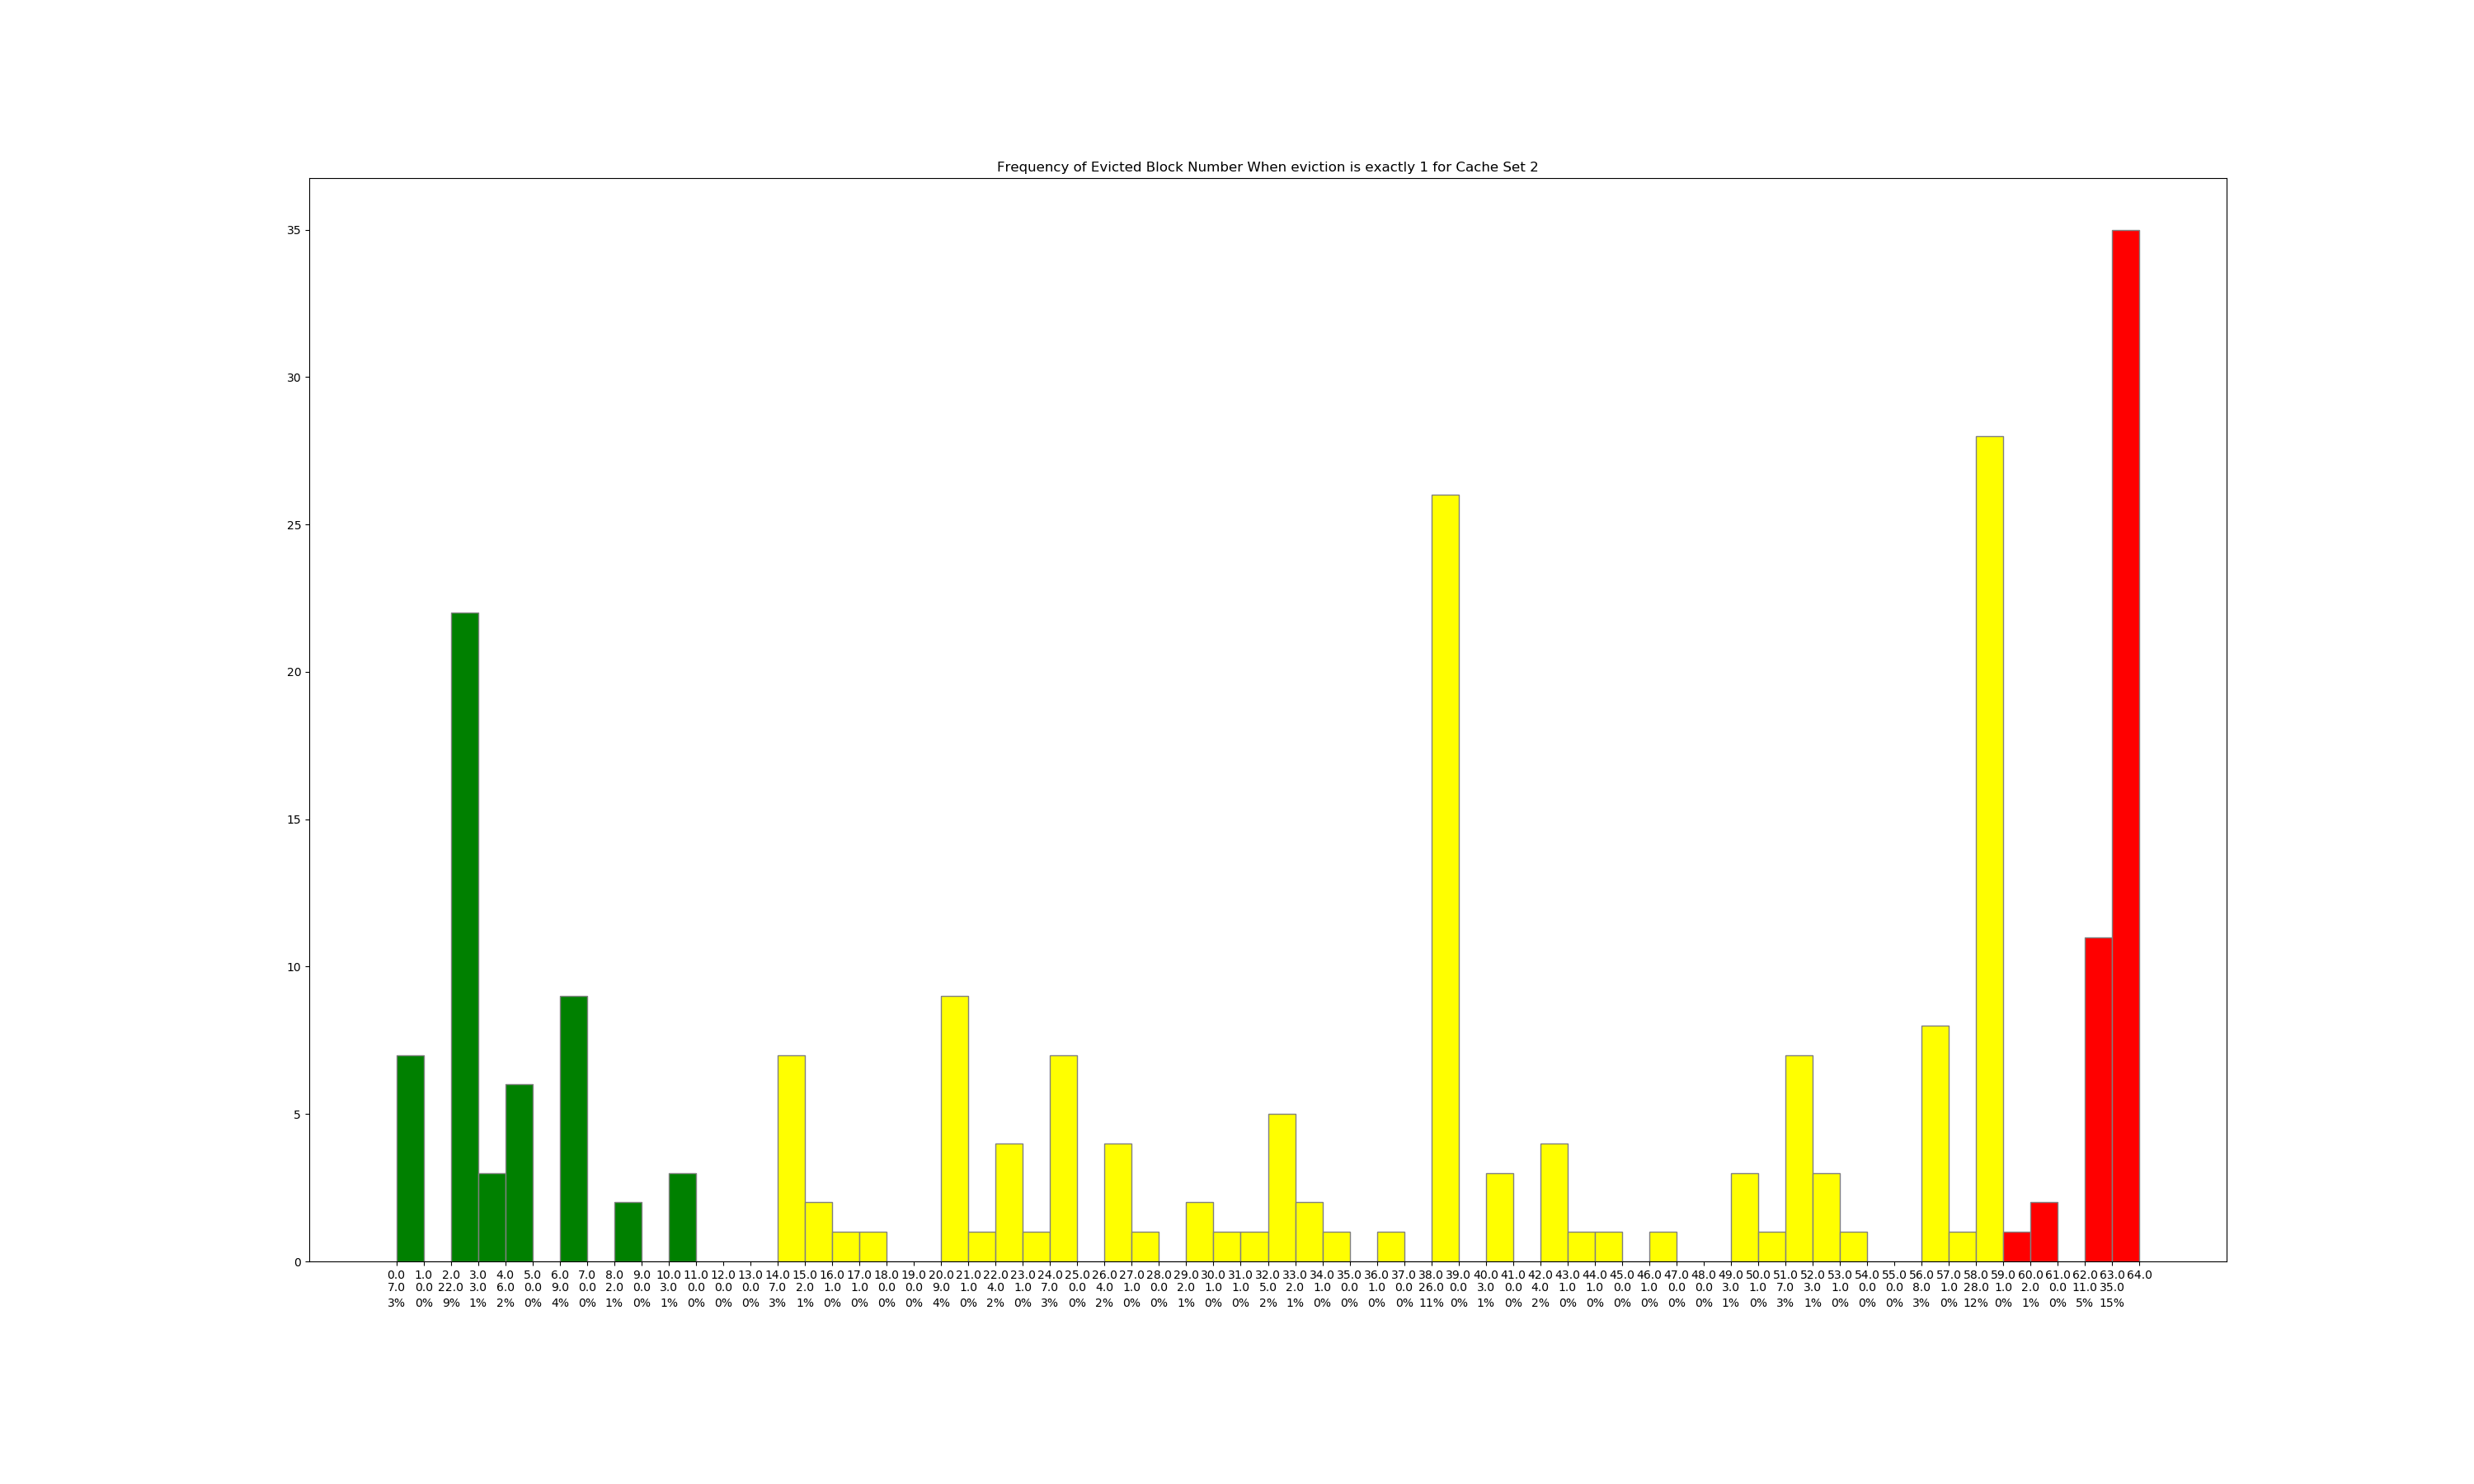 Frequency of Evicted Block Number When eviction is exactly 1 for Cache Set 2
35
30
25
20
15
10
5
0
0.0 1.0 2.0 3.0 4.0 5.0 6.0 7.0 8.0 9.0 10.0 11.0 12.0 13.0 14.0 15.0 16.0 17.0 18.0 19.0 20.0 21.0 22.0 23.0 24.0 25.0 26.0 27.0 28.0 29.0 30.0 31.0 32.0 33.0 34.0 35.0 36.0 37.0 38.0 39.0 40.0 41.0 42.0 43.0 44.0 45.0 46.0 47.0 48.0 49.0 50.0 51.0 52.0 53.0 54.0 55.0 56.0 57.0 58.0 59.0 60.0 61.0 62.0 63.0 64.0
7.0 0.0 22.0 3.0 6.0 0.0 9.0 0.0 2.0 0.0 3.0 0.0 0.0 0.0 7.0 2.0 1.0 1.0 0.0 0.0 9.0 1.0 4.0 1.0 7.0 0.0 4.0 1.0 0.0 2.0 1.0 1.0 5.0 2.0 1.0 0.0 1.0 0.0 26.0 0.0 3.0 0.0 4.0 1.0 1.0 0.0 1.0 0.0 0.0 3.0 1.0 7.0 3.0 1.0 0.0 0.0 8.0 1.0 28.0 1.0 2.0 0.0 11.0 35.0
3% 0% 9% 1% 2% 0% 4% 0% 1% 0% 1% 0% 0% 0% 3% 1% 0% 0% 0% 0% 4% 0% 2% 0% 3% 0% 2% 0% 0% 1% 0% 0% 2% 1% 0% 0% 0% 0% 11% 0% 1% 0% 2% 0% 0% 0% 0% 0% 0% 1% 0% 3% 1% 0% 0% 0% 3% 0% 12% 0% 1% 0% 5% 15%